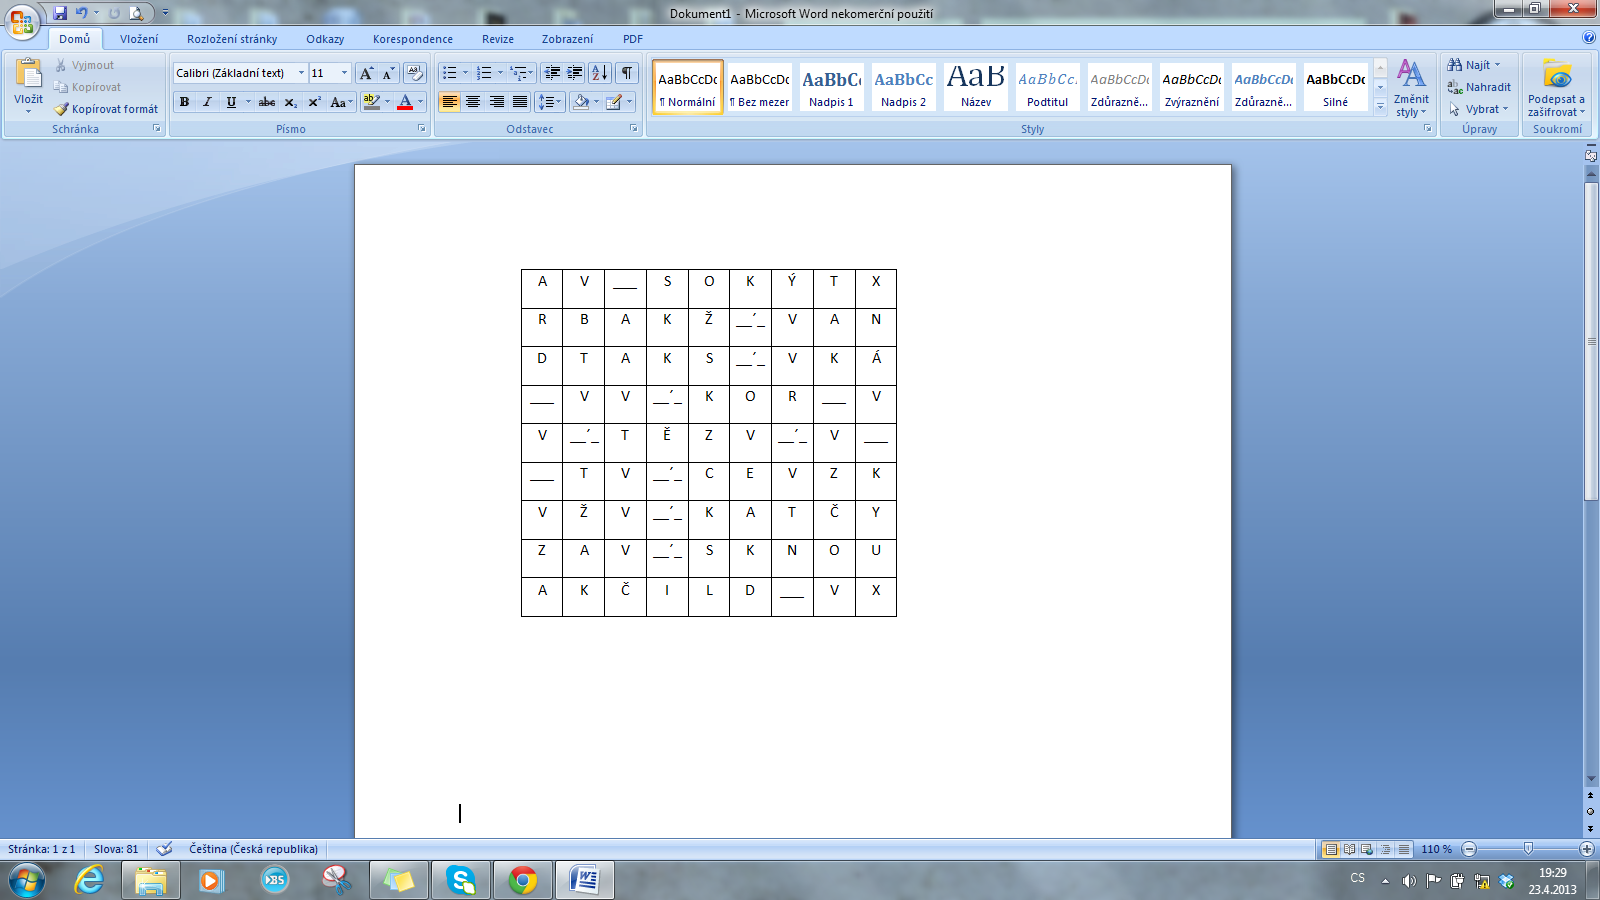 Dokument1 - Microsoft Word nekomerční použití
Domů Vložení Rozložení stránky Odkazy Korespondence Revize Zobrazení PDF
Vložit Vyjmout Kopírovat Kopírovat formát
Schránka
Calibri (Základní text) 11
B I U abc x₂ x² Aa
Písmo
Odstavec
AaBbCcDc AaBbCcDc AaBbC AaBbCc AaB AaBbCc. AaBbCcDc AaBbCcDc AaBbCcDc AaBbCcDc
¶ Normální ¶ Bez mezer Nadpis 1 Nadpis 2 Název Podtitul Zdůrazně... Zvýraznění Zdůrazně... Silné
Styly
Změnit styly
Najít
Nahradit
Vybrat
Úpravy
Podepsat a zašifrovat
Soukromí
A V ___ S O K Ý T X
R B A K Ž __´_ V A N
D T A K S __´_ V K Á
___ V V __´_ K O R ___ V
V __´_ T Ě Z V __´_ V ___
___ T V __´_ C E V Z K
V Ž V __´_ K A T Č Y
Z A V __´_ S K N O U
A K Č I L D ___ V X
Stránka: 1 z 1 Slova: 81 Čeština (Česká republika) 110 %
CS 19:29
23.4.2013